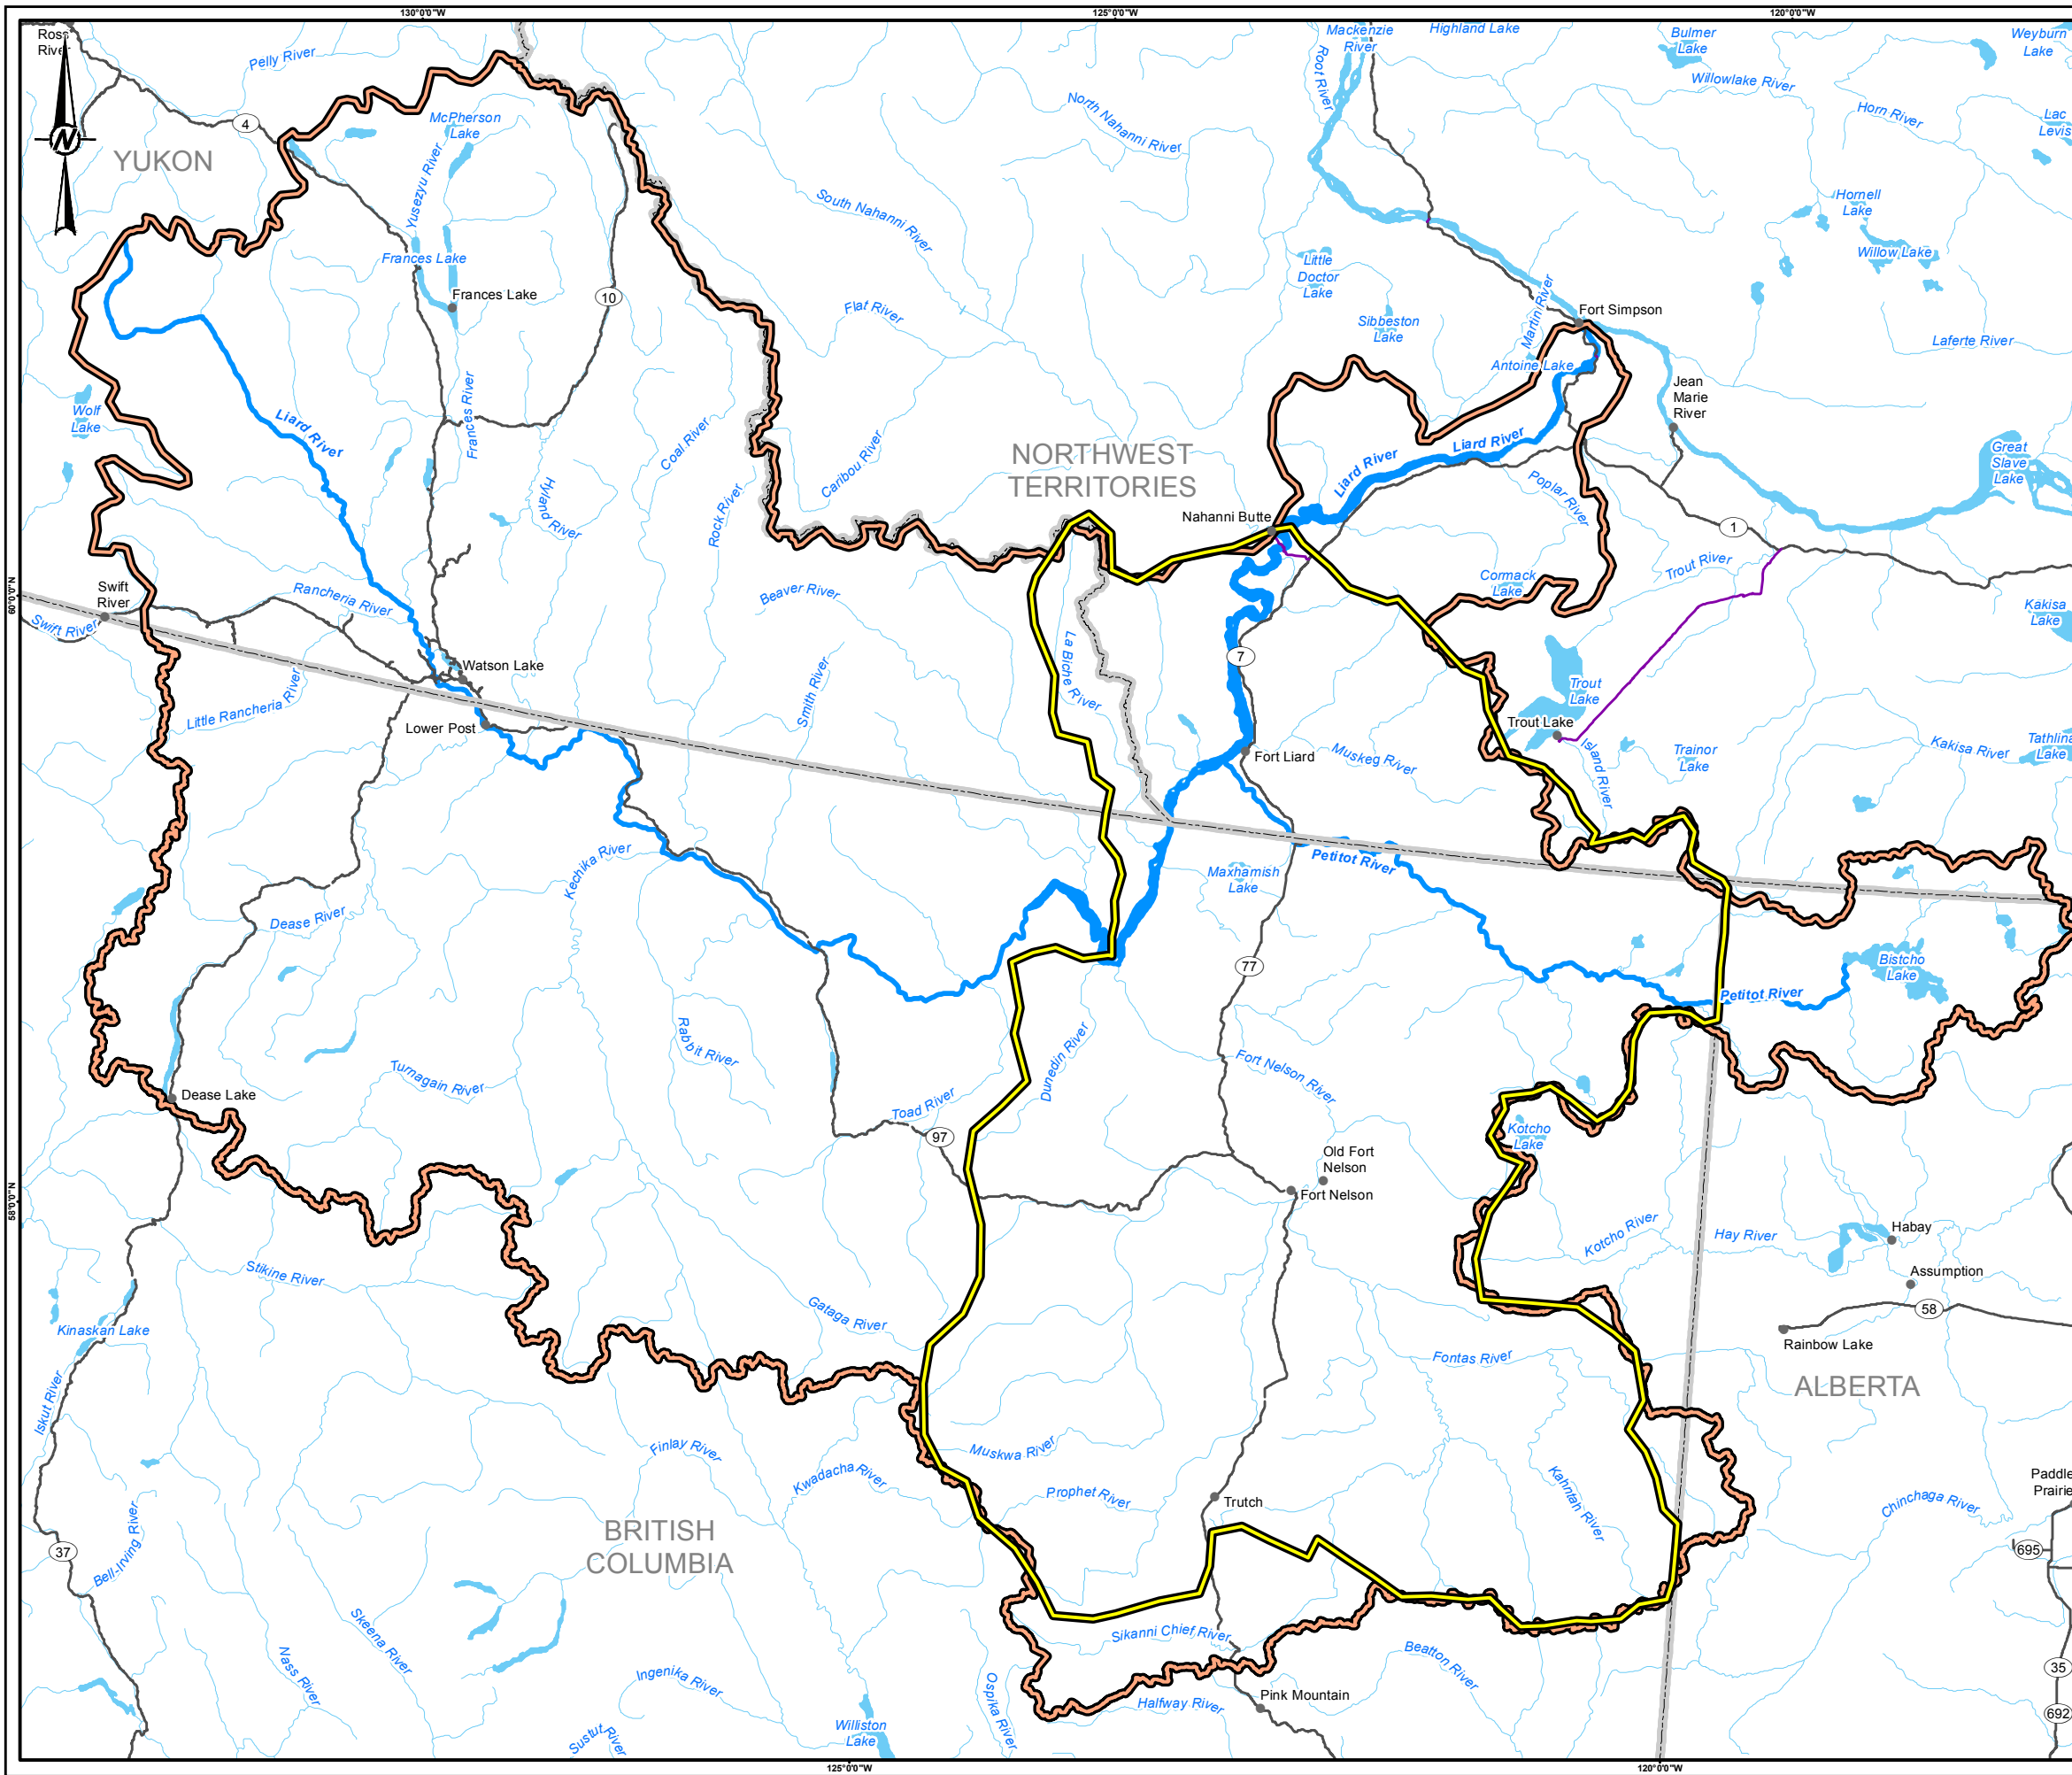 130°0'0"W
125°0'0"W
120°0'0"W
Ross
River
Pelly River
Mackenzie
River
Highland Lake
Bulmer
Lake
Weyburn
Lake
Root River
Willowlake River
4
McPherson
Lake
North Nahanni River
Horn River
Lac
Levis
N
YUKON
Yusezyu River
South Nahanni River
Hornell
Lake
Willow Lake
Frances Lake
Little
Doctor
Lake
Frances Lake
10
Flat River
Martin River
Fort Simpson
Sibbeston
Lake
Laferte River
Antoine Lake
Jean
Marie
River
Wolf
Lake
Liard River
Frances River
Coal River
Caribou River
NORTHWEST
TERRITORIES
Liard River
Liard River
Great
Slave
Lake
Poplar River
Hyland River
Rock River
Nahanni Butte
1
Trout River
60°0'0"N
Swift
River
Swift River
Rancheria River
Beaver River
Cormack
Lake
Kakisa
Lake
La Biche River
7
Watson Lake
Little Rancheria River
Smith River
Trout
Lake
Lower Post
Trout Lake
Fort Liard
Muskeg River
Island River
Trainor
Lake
Kakisa River
Tathlina
Lake
Kechika River
Petitot River
Maxhamish
Lake
Dease River
77
Bistcho
Lake
Petitot River
Rabbit River
Dunedin River
Fort Nelson River
Turnagain River
Dease Lake
Toad River
97
Kotcho
Lake
Old Fort
Nelson
Fort Nelson
58°0'0"N
Kotcho River
Hay River
Habay
Stikine River
Assumption
Gataga River
58
Kinaskan Lake
Rainbow Lake
Fontas River
ALBERTA
Iskut River
Muskwa River
Finlay River
Kwadacha River
Prophet River
Trutch
Kahntah River
Paddle
Prairie
Chinchaga River
BRITISH
COLUMBIA
37
Bell-Irving River
695
Skeena River
Sikanni Chief River
Nass River
Ingenika River
Ospika River
Beatton River
35
Pink Mountain
Halfway River
692
Williston
Lake
Sustut River
125°0'0"W
120°0'0"W